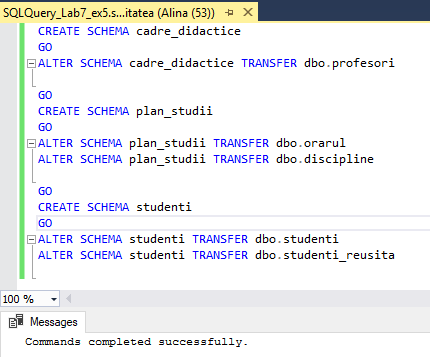 SQLQuery_Lab7_ex5.s...itatea (Alina (53))
CREATE SCHEMA cadre_didactice
GO
ALTER SCHEMA cadre_didactice TRANSFER dbo.profesori
GO
CREATE SCHEMA plan_studii
GO
ALTER SCHEMA plan_studii TRANSFER dbo.orarul
ALTER SCHEMA plan_studii TRANSFER dbo.discipline
GO
CREATE SCHEMA studenti
GO
ALTER SCHEMA studenti TRANSFER dbo.studenti
ALTER SCHEMA studenti TRANSFER dbo.studenti_reusita
100 %
Messages
Commands completed successfully.